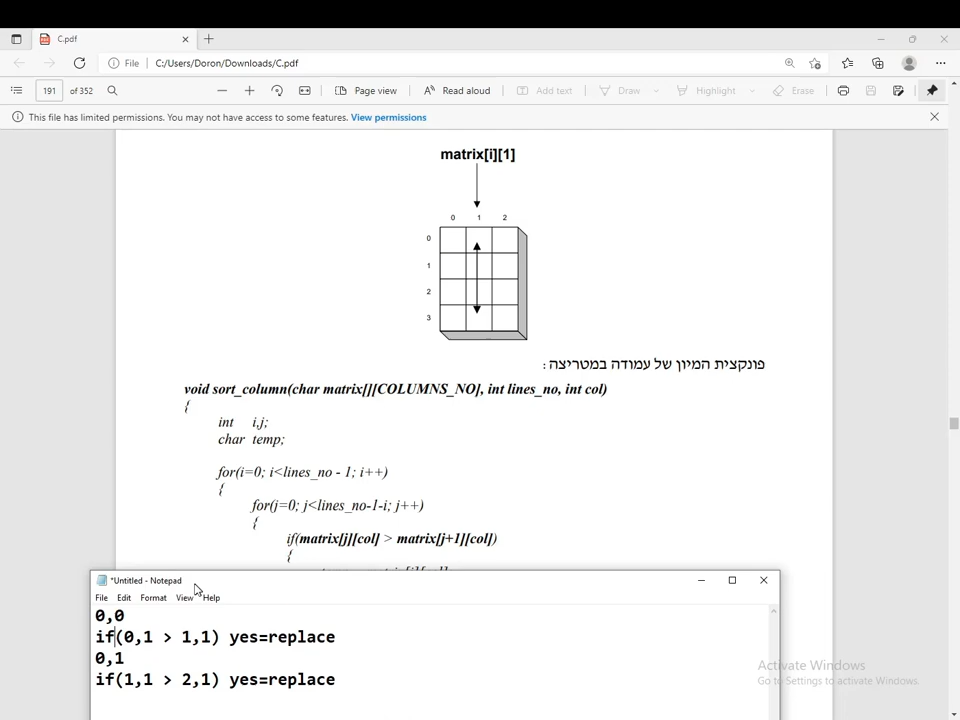 C.pdf
File C:/Users/Doron/Downloads/C.pdf
191 of 352 Page view Read aloud Add text Draw Highlight Erase
This file has limited permissions. You may not have access to some features. View permissions
matrix[i][1]
0 1 2
0
1
2
3
פונקצית המיון של עמודה במטריצה :
void sort_column(char matrix[][COLUMNS_NO], int lines_no, int col)
{
int i,j;
char temp;
for(i=0; i<lines_no - 1; i++)
{
for(j=0; j<lines_no-1-i; j++)
{
if(matrix[j][col] > matrix[j+1][col])
{
*Untitled - Notepad
File Edit Format View Help
0,0
if(0,1 > 1,1) yes=replace
0,1
if(1,1 > 2,1) yes=replace
Activate Windows
Go to Settings to activate Windows.